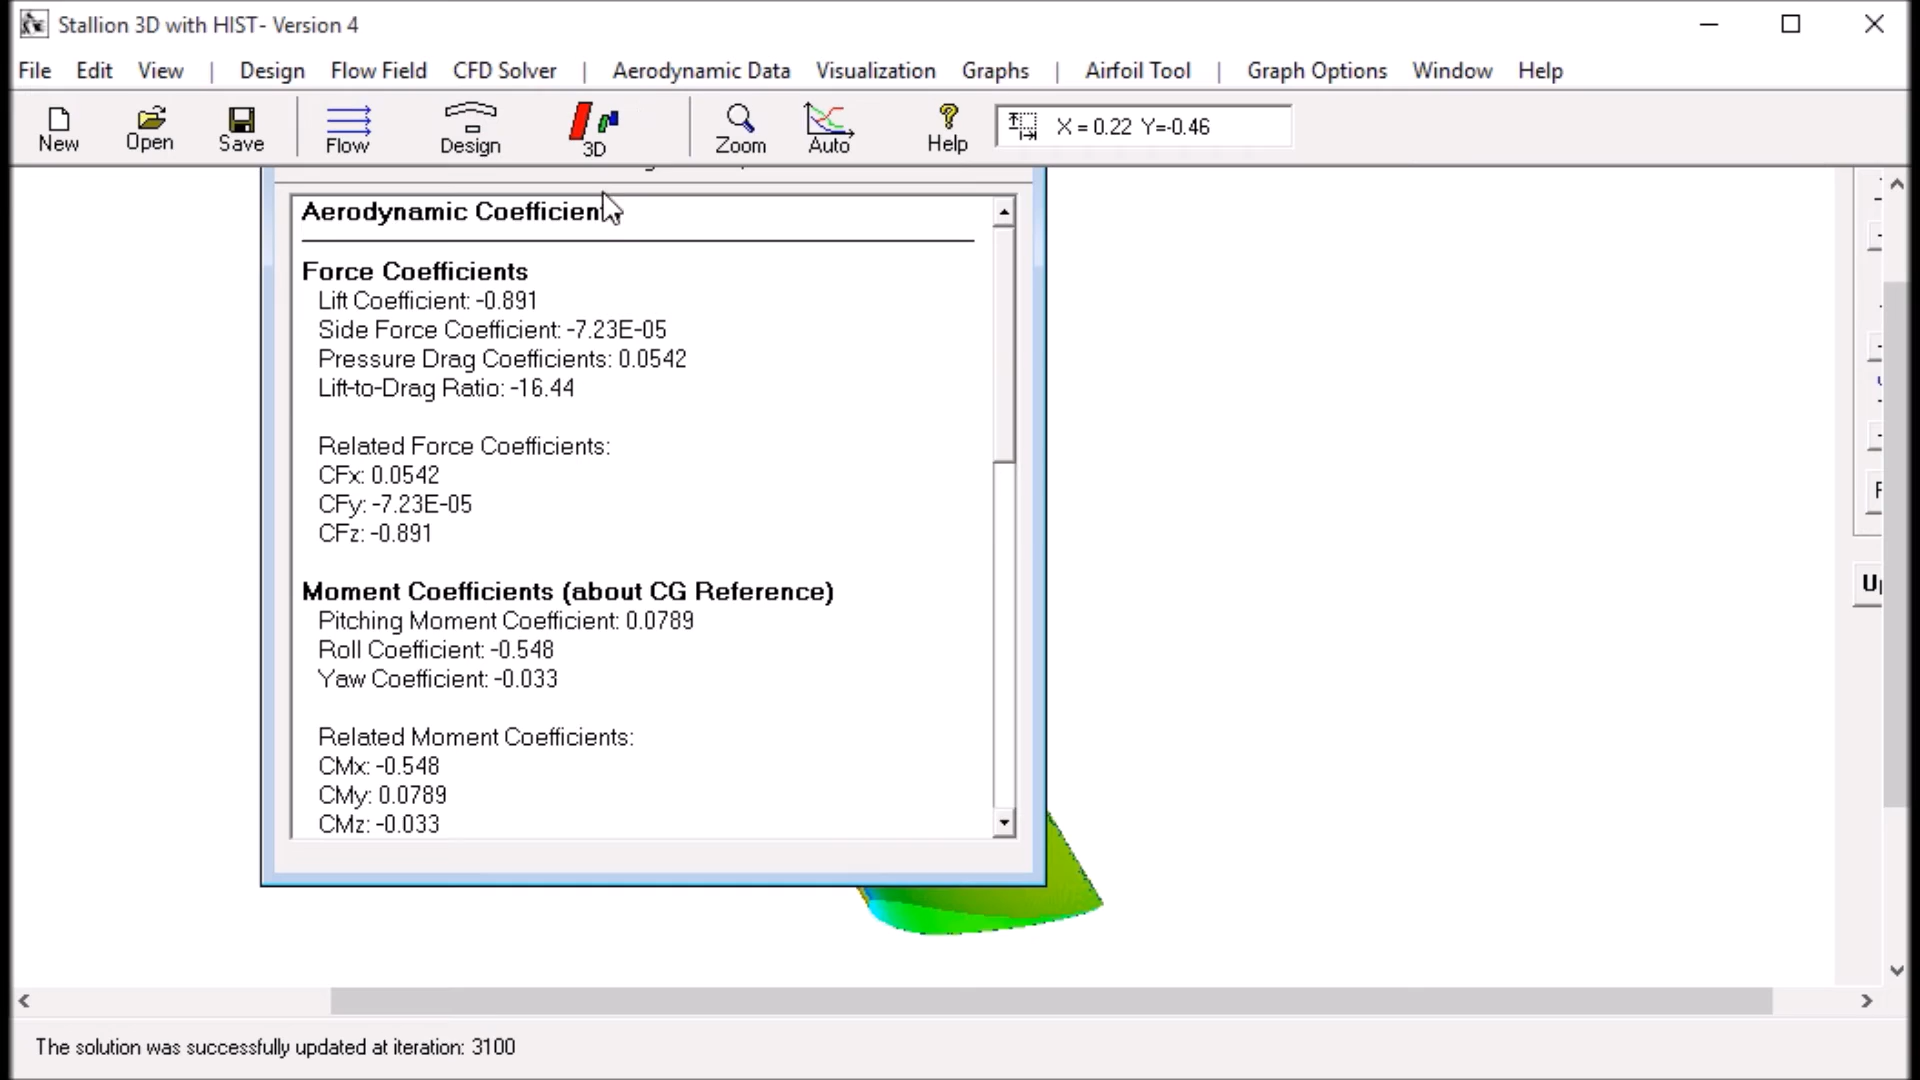 Stallion 3D with HIST- Version 4
File Edit View | Design Flow Field CFD Solver | Aerodynamic Data Visualization Graphs | Airfoil Tool | Graph Options Window Help
New Open Save Flow Design 3D Zoom Auto Help X = 0.22 Y=-0.46
Aerodynamic Coefficient
Force Coefficients
Lift Coefficient: -0.891
Side Force Coefficient: -7.23E-05
Pressure Drag Coefficients: 0.0542
Lift-to-Drag Ratio: -16.44
Related Force Coefficients:
CFx: 0.0542
CFy: -7.23E-05
CFz: -0.891
Moment Coefficients (about CG Reference)
Pitching Moment Coefficient: 0.0789
Roll Coefficient: -0.548
Yaw Coefficient: -0.033
Related Moment Coefficients:
CMx: -0.548
CMy: 0.0789
CMz: -0.033
The solution was successfully updated at iteration: 3100